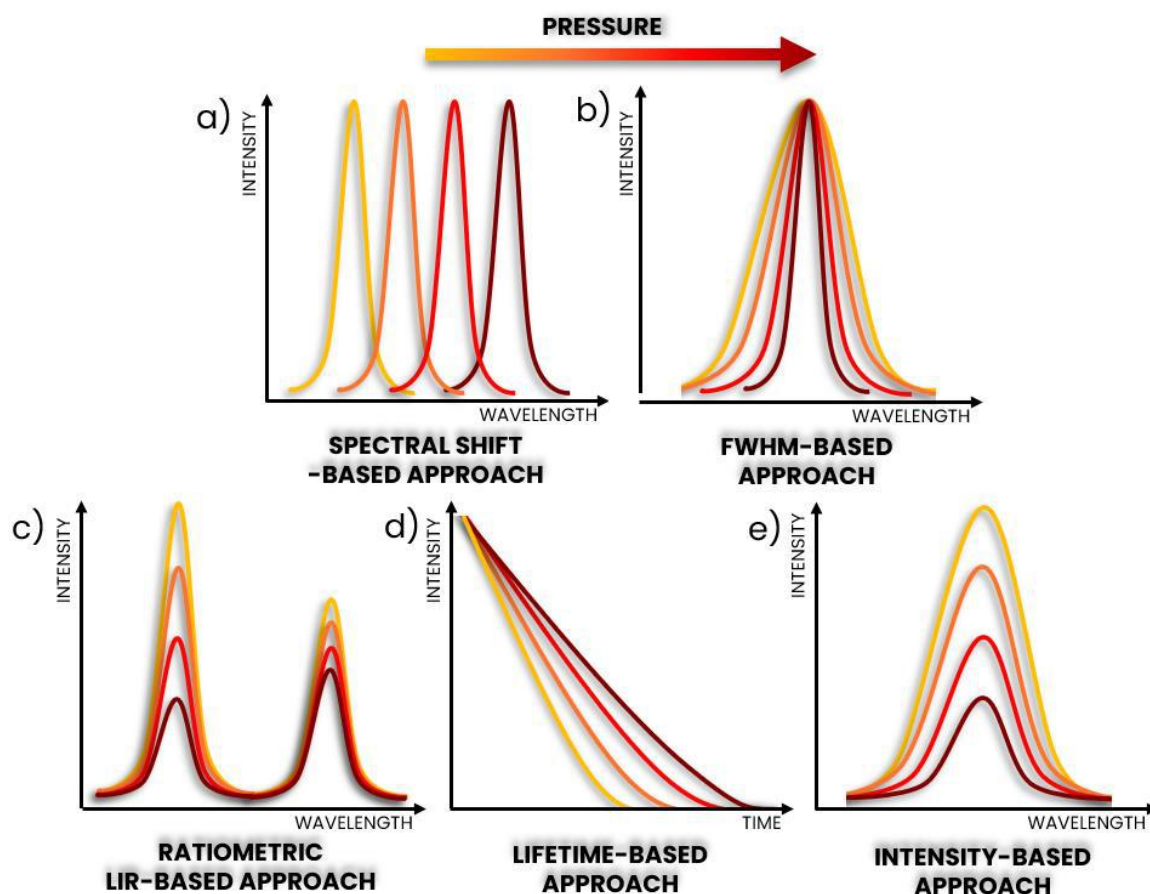 PRESSURE
a)
INTENSITY
WAVELENGTH
SPECTRAL SHIFT
-BASED APPROACH
b)
INTENSITY
WAVELENGTH
FWHM-BASED
APPROACH
c)
INTENSITY
WAVELENGTH
RATIOMETRIC
LIR-BASED APPROACH
d)
INTENSITY
TIME
LIFETIME-BASED
APPROACH
e)
INTENSITY
WAVELENGTH
INTENSITY-BASED
APPROACH